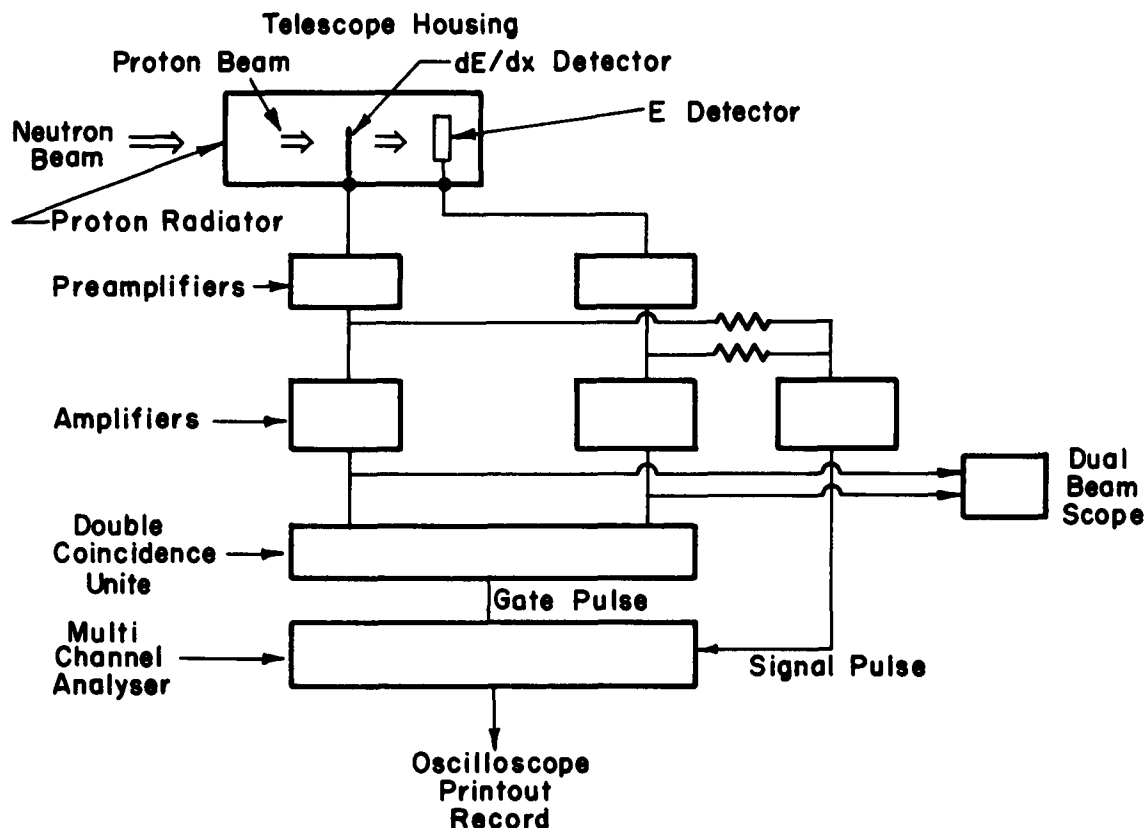 Telescope Housing
Proton Beam
dE/dx Detector
E Detector
Neutron
Beam
Proton Radiator
Preamplifiers
Amplifiers
Dual
Beam
Scope
Double
Coincidence
Unite
Gate Pulse
Multi
Channel
Analyser
Signal Pulse
Oscilloscope
Printout
Record